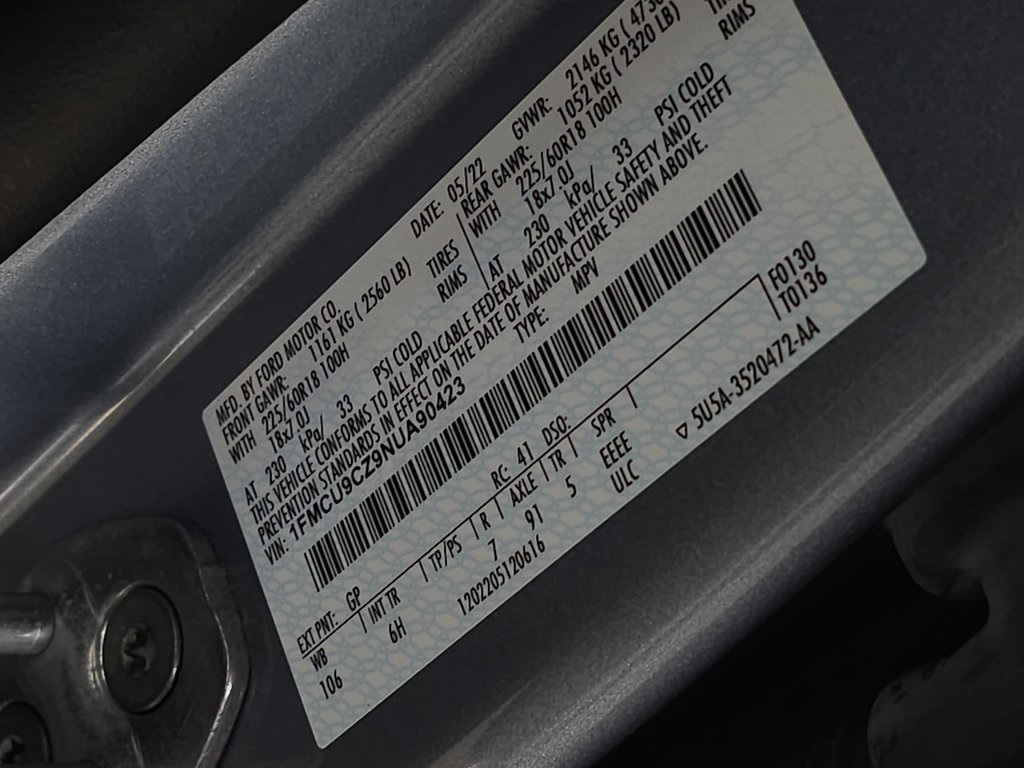 MFD. BY FORD MOTOR CO.
DATE: 05/22 GVWR: 2146 KG (
FRONT GAWR: 1161 KG ( 2560 LB) REAR GAWR: 1052 KG ( 2320 LB)
WITH 225/60R18 100H TIRES WITH 225/60R18 100H
18x7.0J RIMS 18x7.0J RIMS
AT 230 kPa/ 33 PSI COLD AT 230 kPa/ 33 PSI COLD
THIS VEHICLE CONFORMS TO ALL APPLICABLE FEDERAL MOTOR VEHICLE SAFETY AND THEFT
PREVENTION STANDARDS IN EFFECT ON THE DATE OF MANUFACTURE SHOWN ABOVE.
VIN: 1FMCU9CZ9NUA90423 TYPE: MPV
F0130
T0136
EXT PNT: GP RC: 41 DSO:
WB INT TR TP/PS R AXLE TR SPR
106 6H 7 91 5 EEEE
1202205120616 ULC
▽ 5U5A-3520472-AA